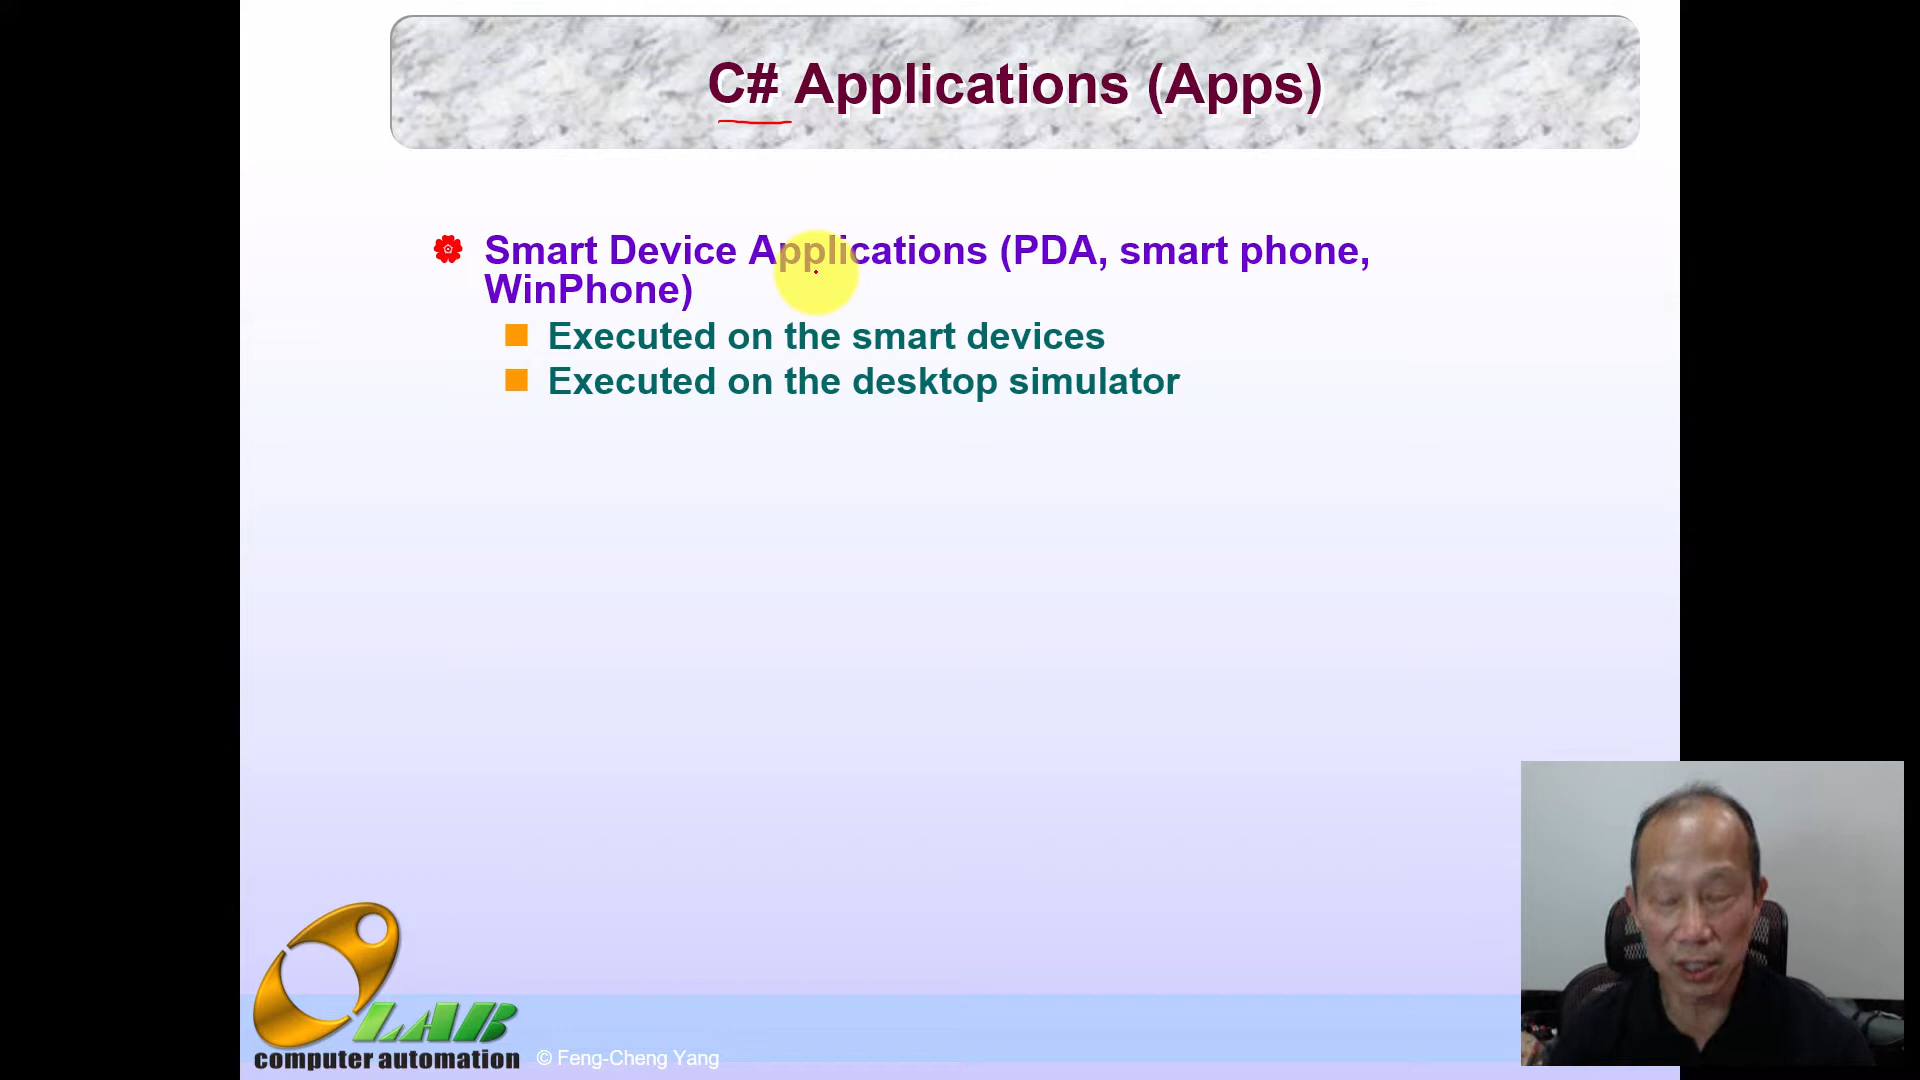 C# Applications (Apps)
Smart Device Applications (PDA, smart phone,
WinPhone)
Executed on the smart devices
Executed on the desktop simulator
LAB
computer automation
© Feng-Cheng Yang